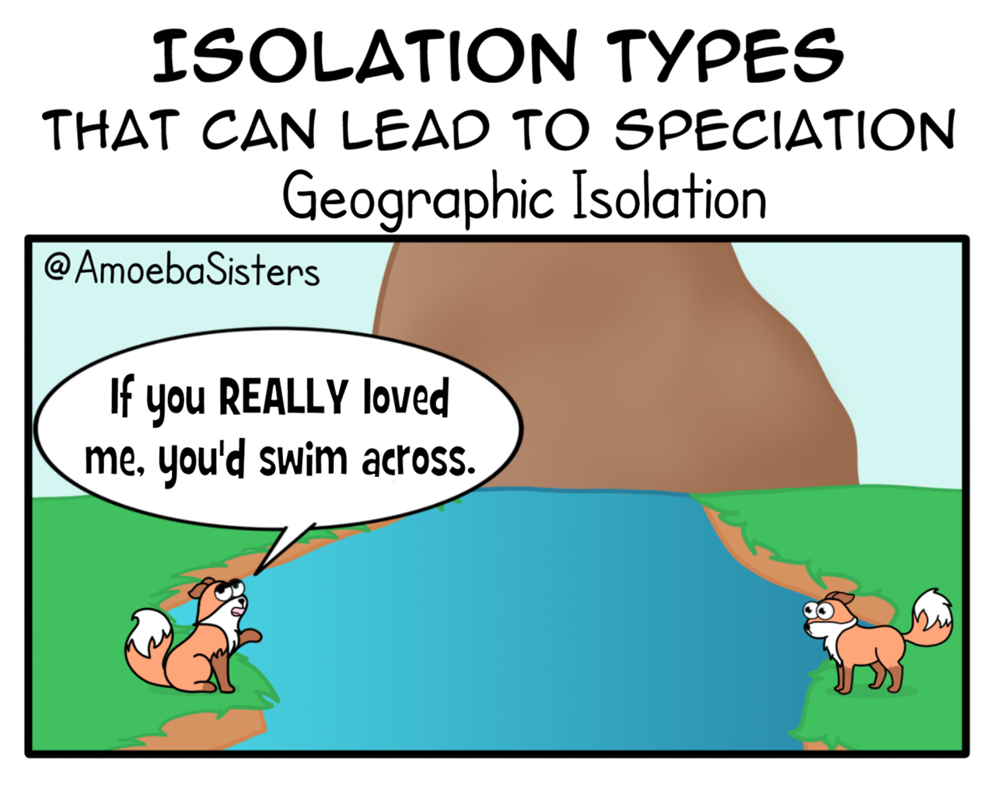 ISOLATION TYPES
THAT CAN LEAD TO SPECIATION
Geographic Isolation
@AmoebaSisters
If you REALLY loved
me, you'd swim across.